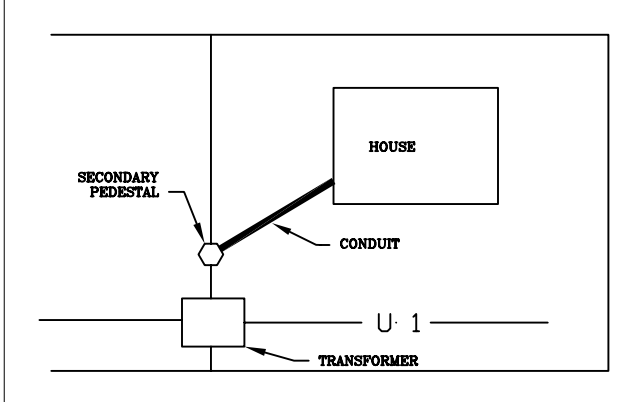 HOUSE
SECONDARY
PEDESTAL
CONDUIT
U· 1
TRANSFORMER